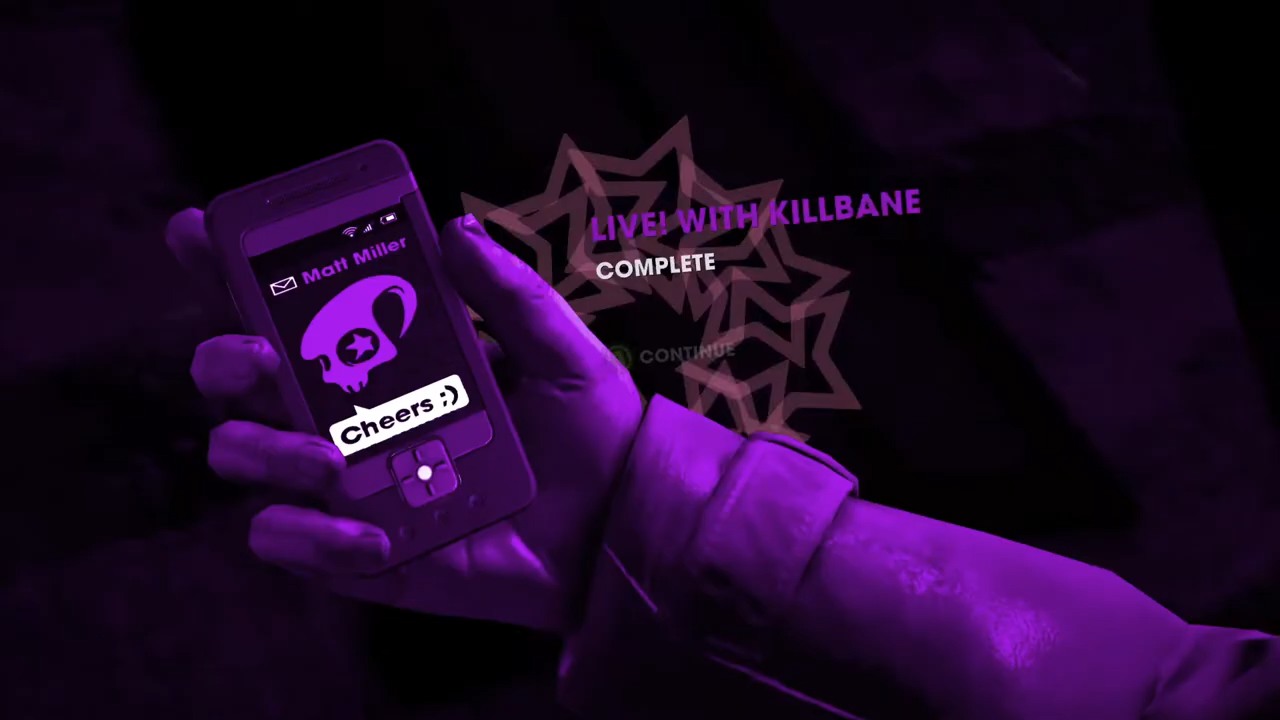 Matt Miller
Cheers ;)
LIVE! WITH KILLBANE
COMPLETE
CONTINUE